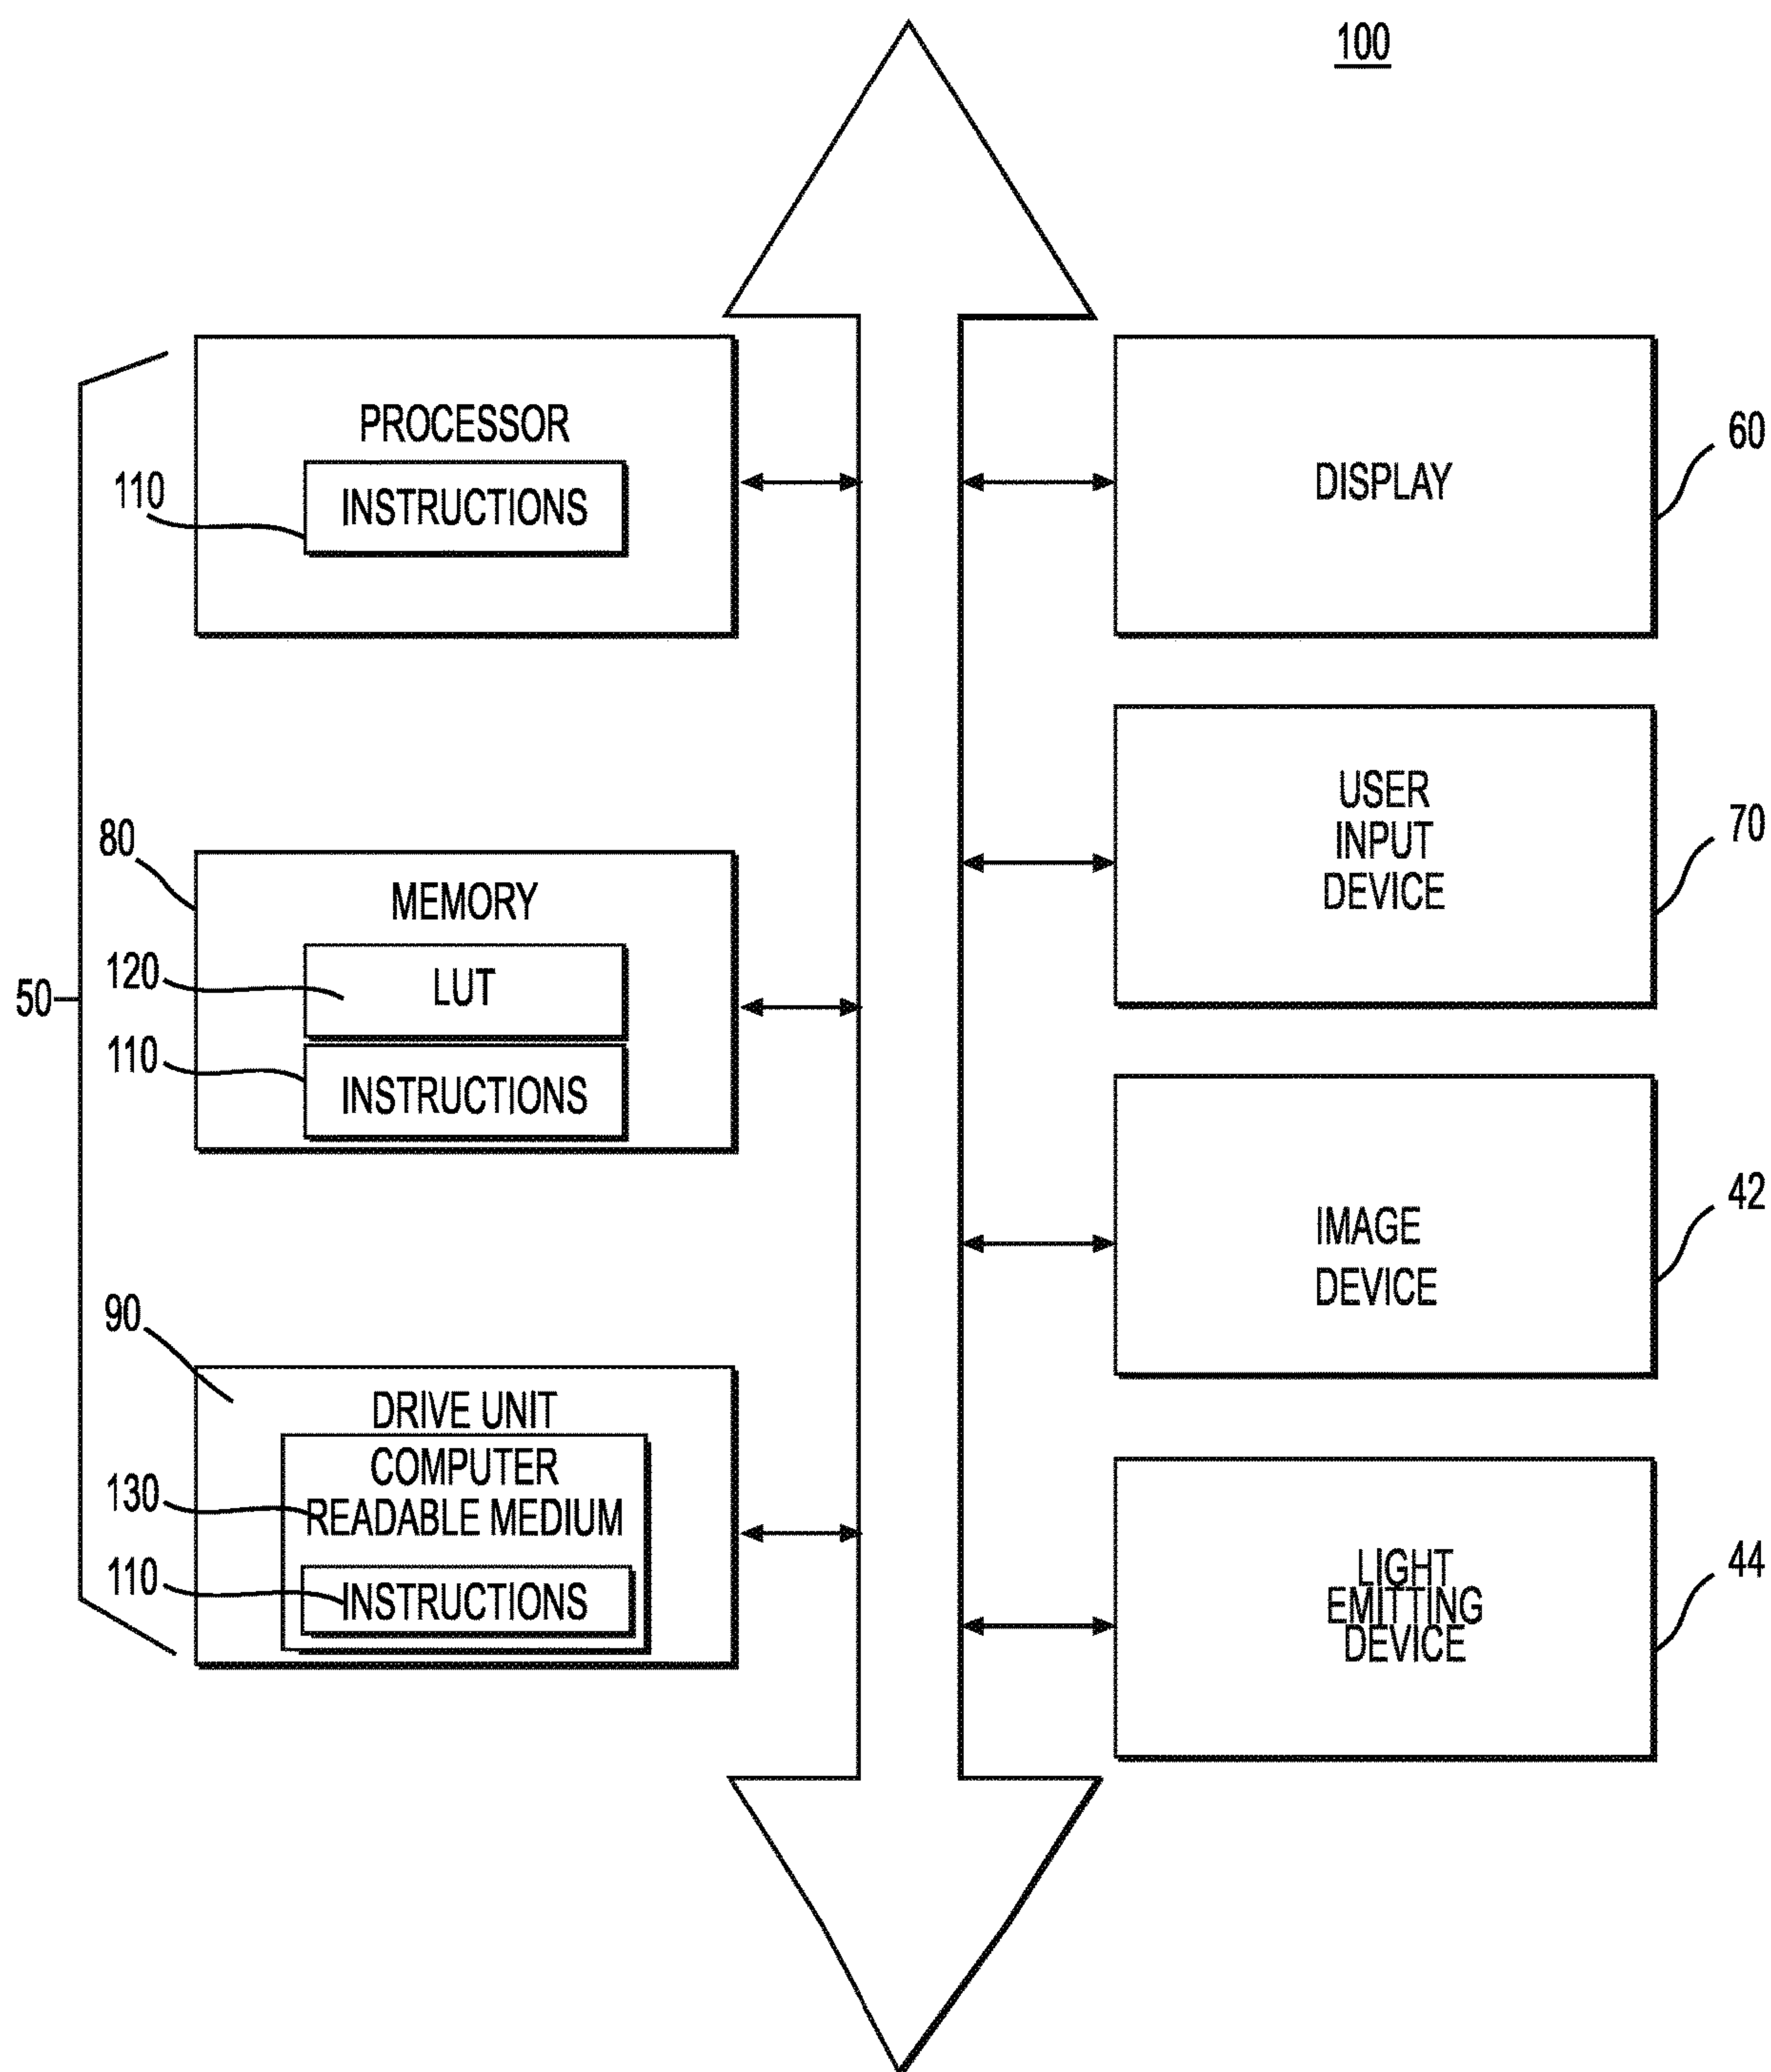 100
PROCESSOR
110
INSTRUCTIONS
80
MEMORY
120
LUT
110
INSTRUCTIONS
50
90
DRIVE UNIT
COMPUTER
130
READABLE MEDIUM
110
INSTRUCTIONS
DISPLAY
60
USER
INPUT
DEVICE
70
IMAGE
DEVICE
42
LIGHT
EMITTING
DEVICE
44